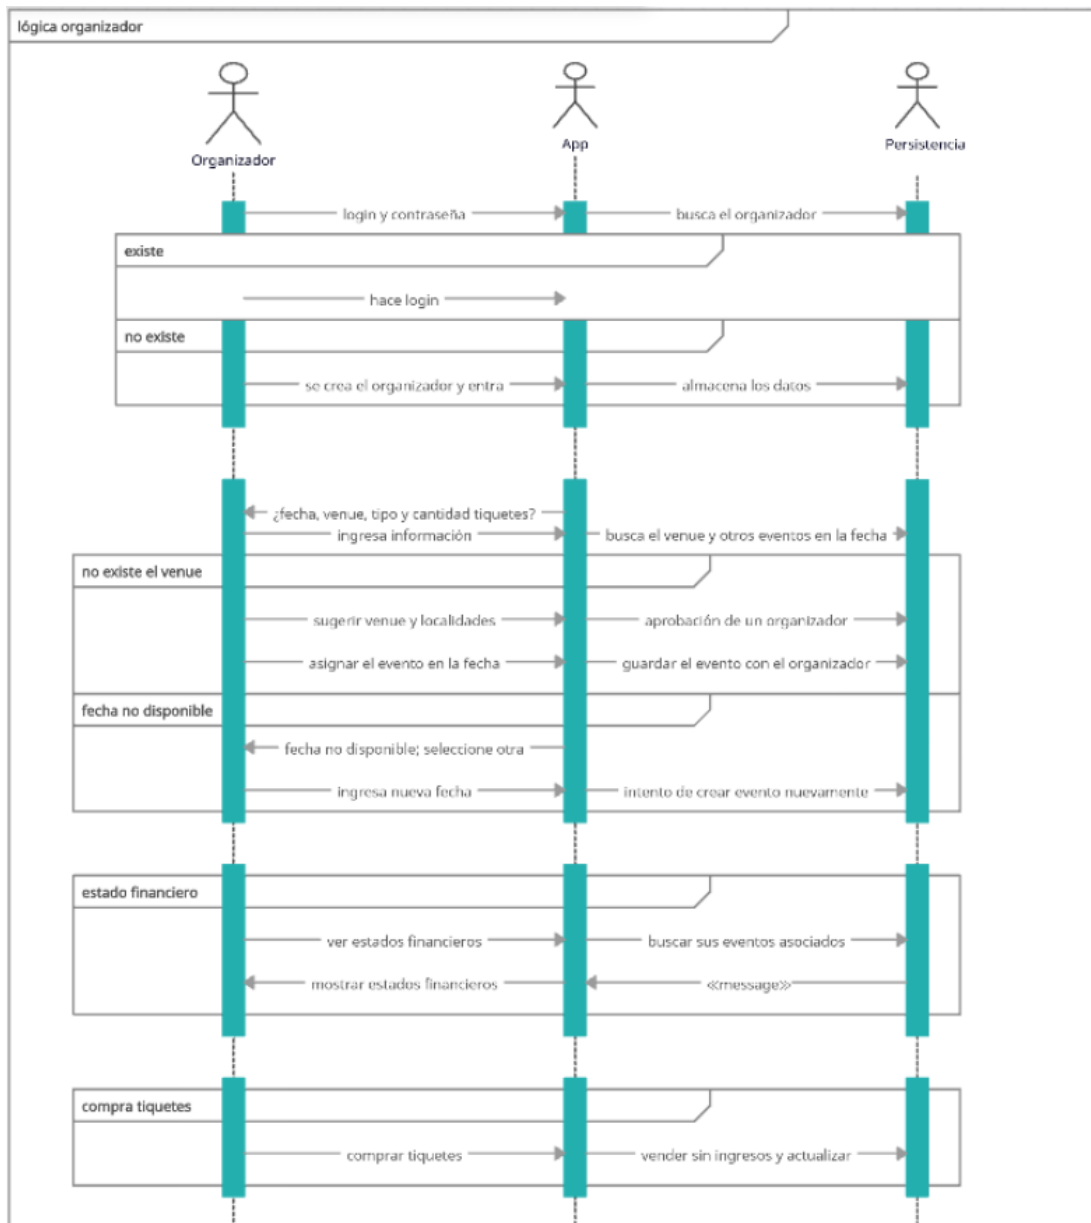 lógica organizador
Organizador
App
Persistencia
login y contraseña
busca el organizador
existe
hace login
no existe
se crea el organizador y entra
almacena los datos
¿fecha, venue, tipo y cantidad tiquetes?
ingresa información
busca el venue y otros eventos en la fecha
no existe el venue
sugerir venue y localidades
aprobación de un organizador
asignar el evento en la fecha
guardar el evento con el organizador
fecha no disponible
fecha no disponible; seleccione otra
ingresa nueva fecha
intento de crear evento nuevamente
estado financiero
ver estados financieros
buscar sus eventos asociados
mostrar estados financieros
«message»
compra tiquetes
comprar tiquetes
vender sin ingresos y actualizar